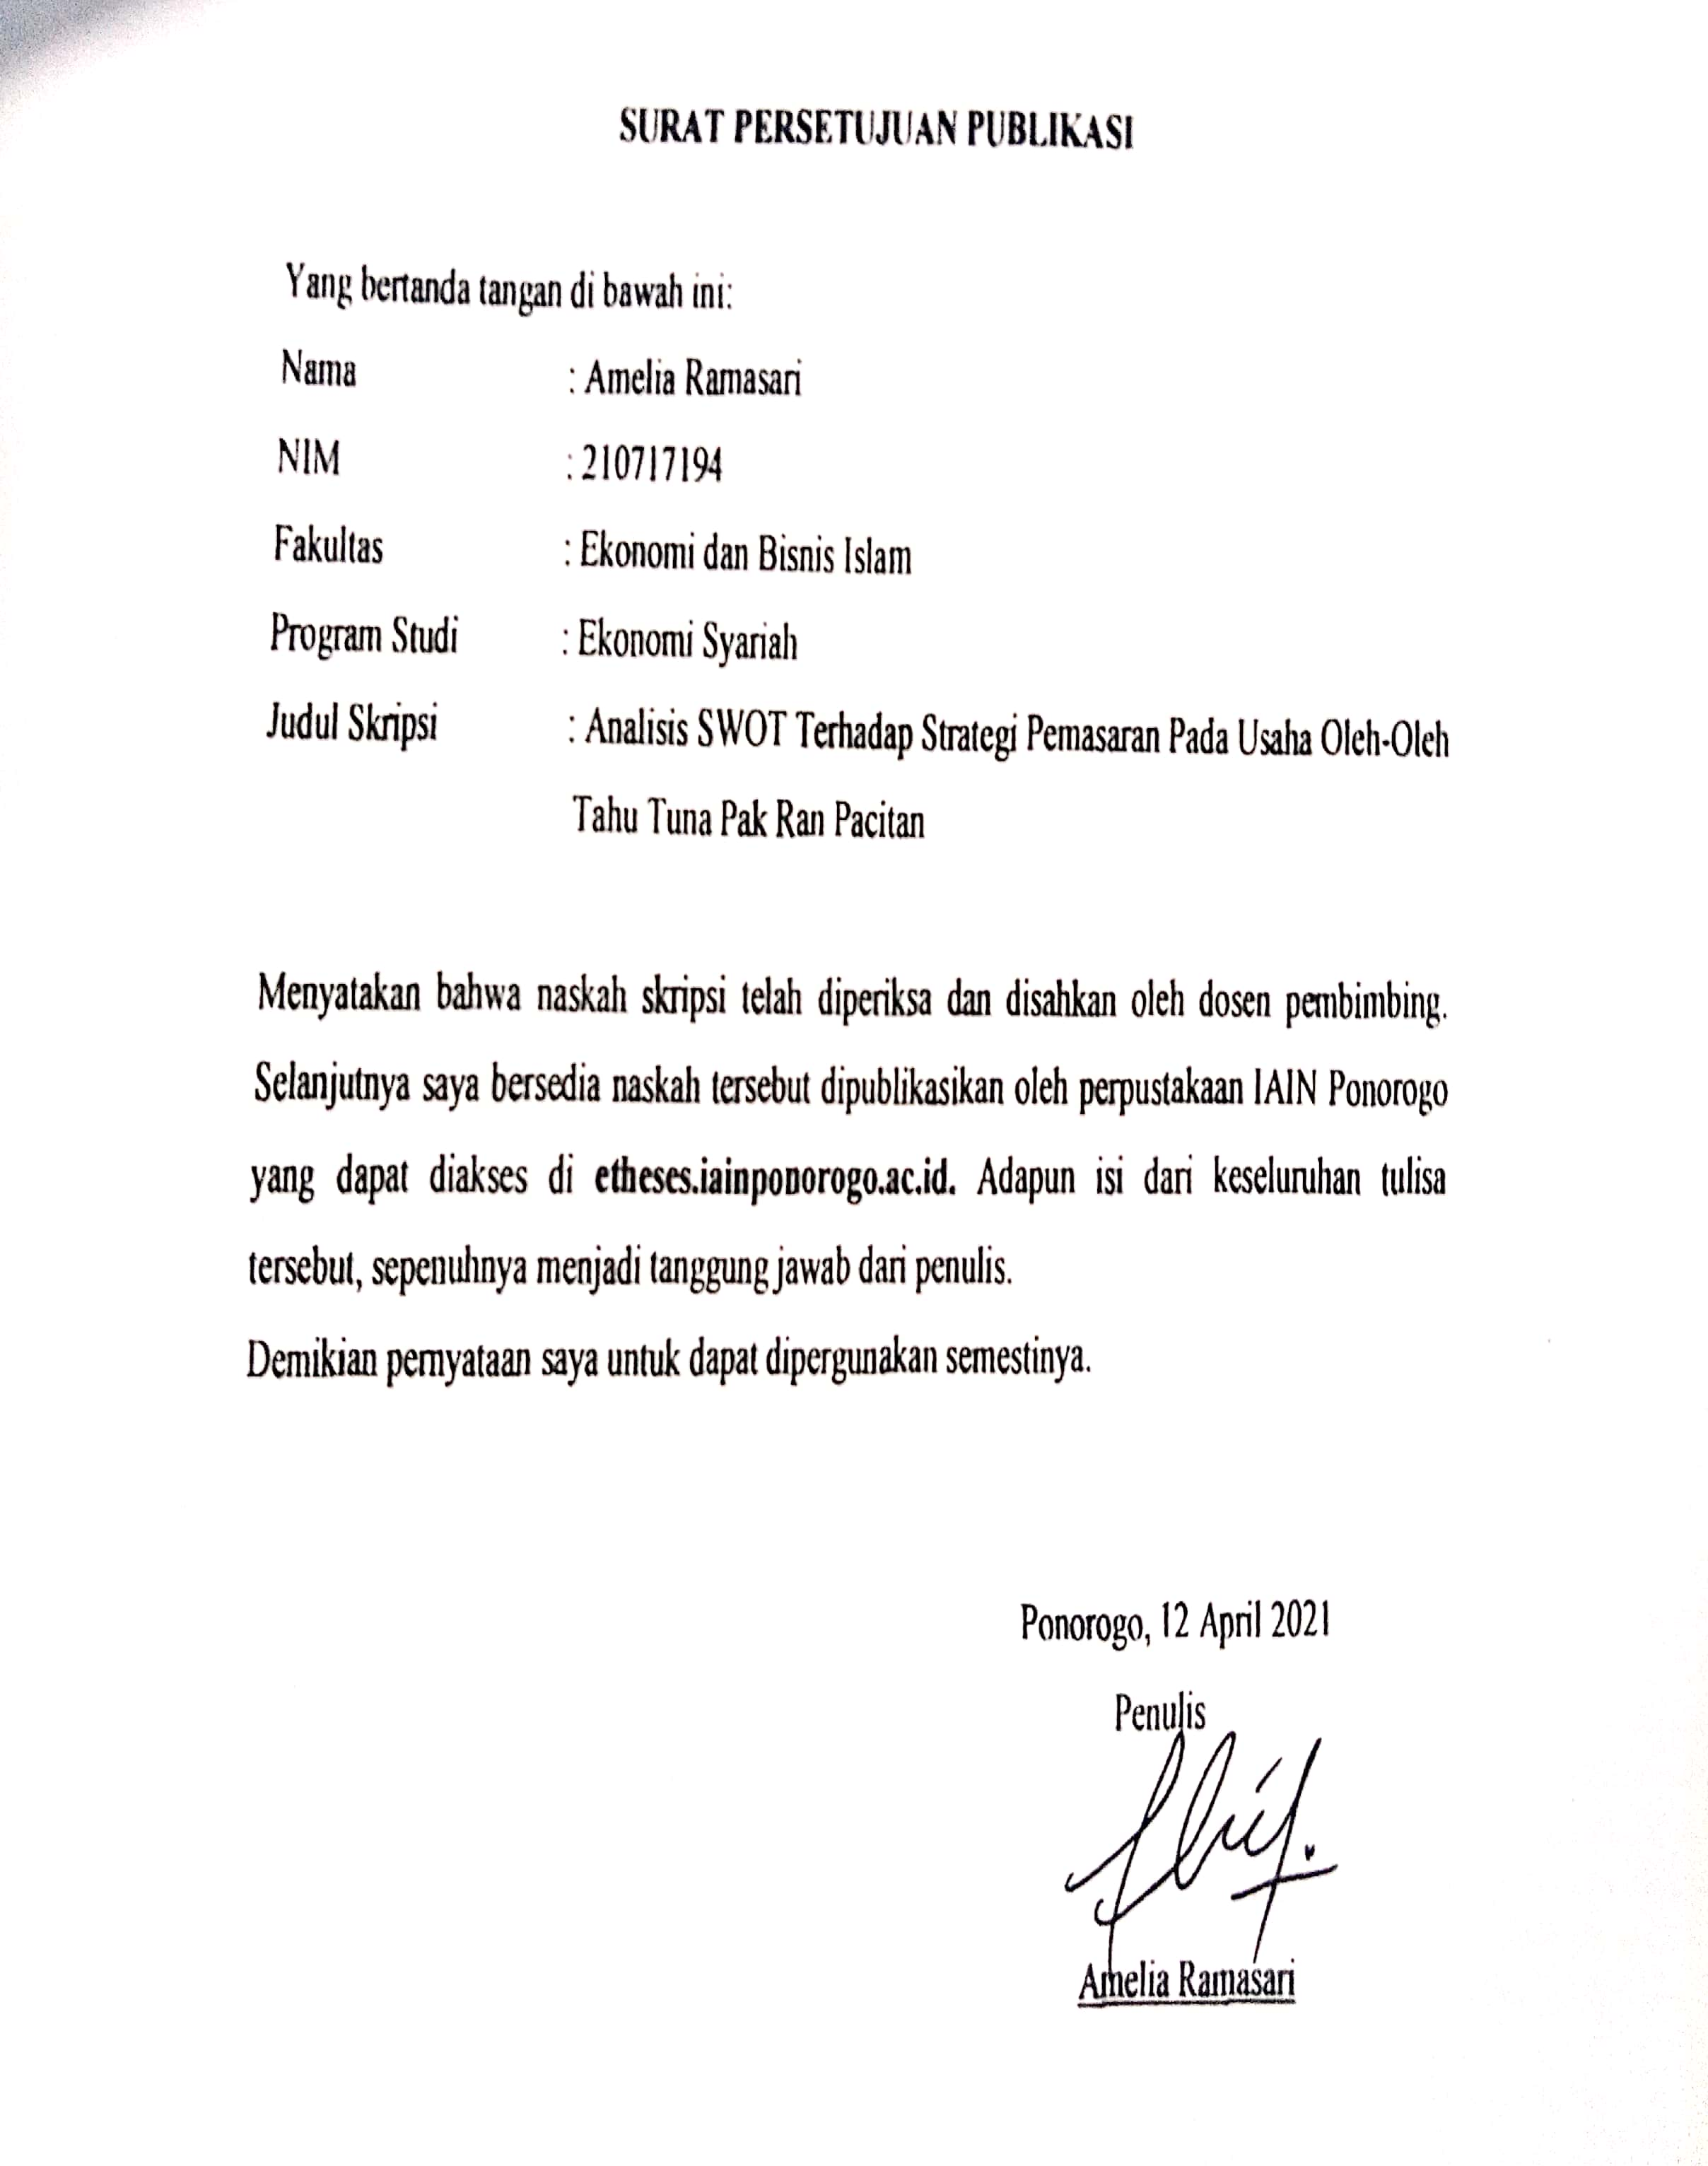 SURAT PERSETUJUAN PUBLIKASI
Yang bertanda tangan di bawah ini:
Nama : Amelia Ramasari
NIM : 210717194
Fakultas : Ekonomi dan Bisnis Islam
Program Studi : Ekonomi Syariah
Judul Skripsi : Analisis SWOT Terhadap Strategi Pemasaran Pada Usaha Oleh-Oleh
Tahu Tuna Pak Ran Pacitan
Menyatakan bahwa naskah skripsi telah diperiksa dan disahkan oleh dosen pembimbing.
Selanjutnya saya bersedia naskah tersebut dipublikasikan oleh perpustakaan IAIN Ponorogo
yang dapat diakses di etheses.iainponorogo.ac.id. Adapun isi dari keseluruhan tulisa
tersebut, sepenuhnya menjadi tanggung jawab dari penulis.
Demikian pernyataan saya untuk dapat dipergunakan semestinya.
Ponorogo, 12 April 2021
Penulis
Amelia Ramasari